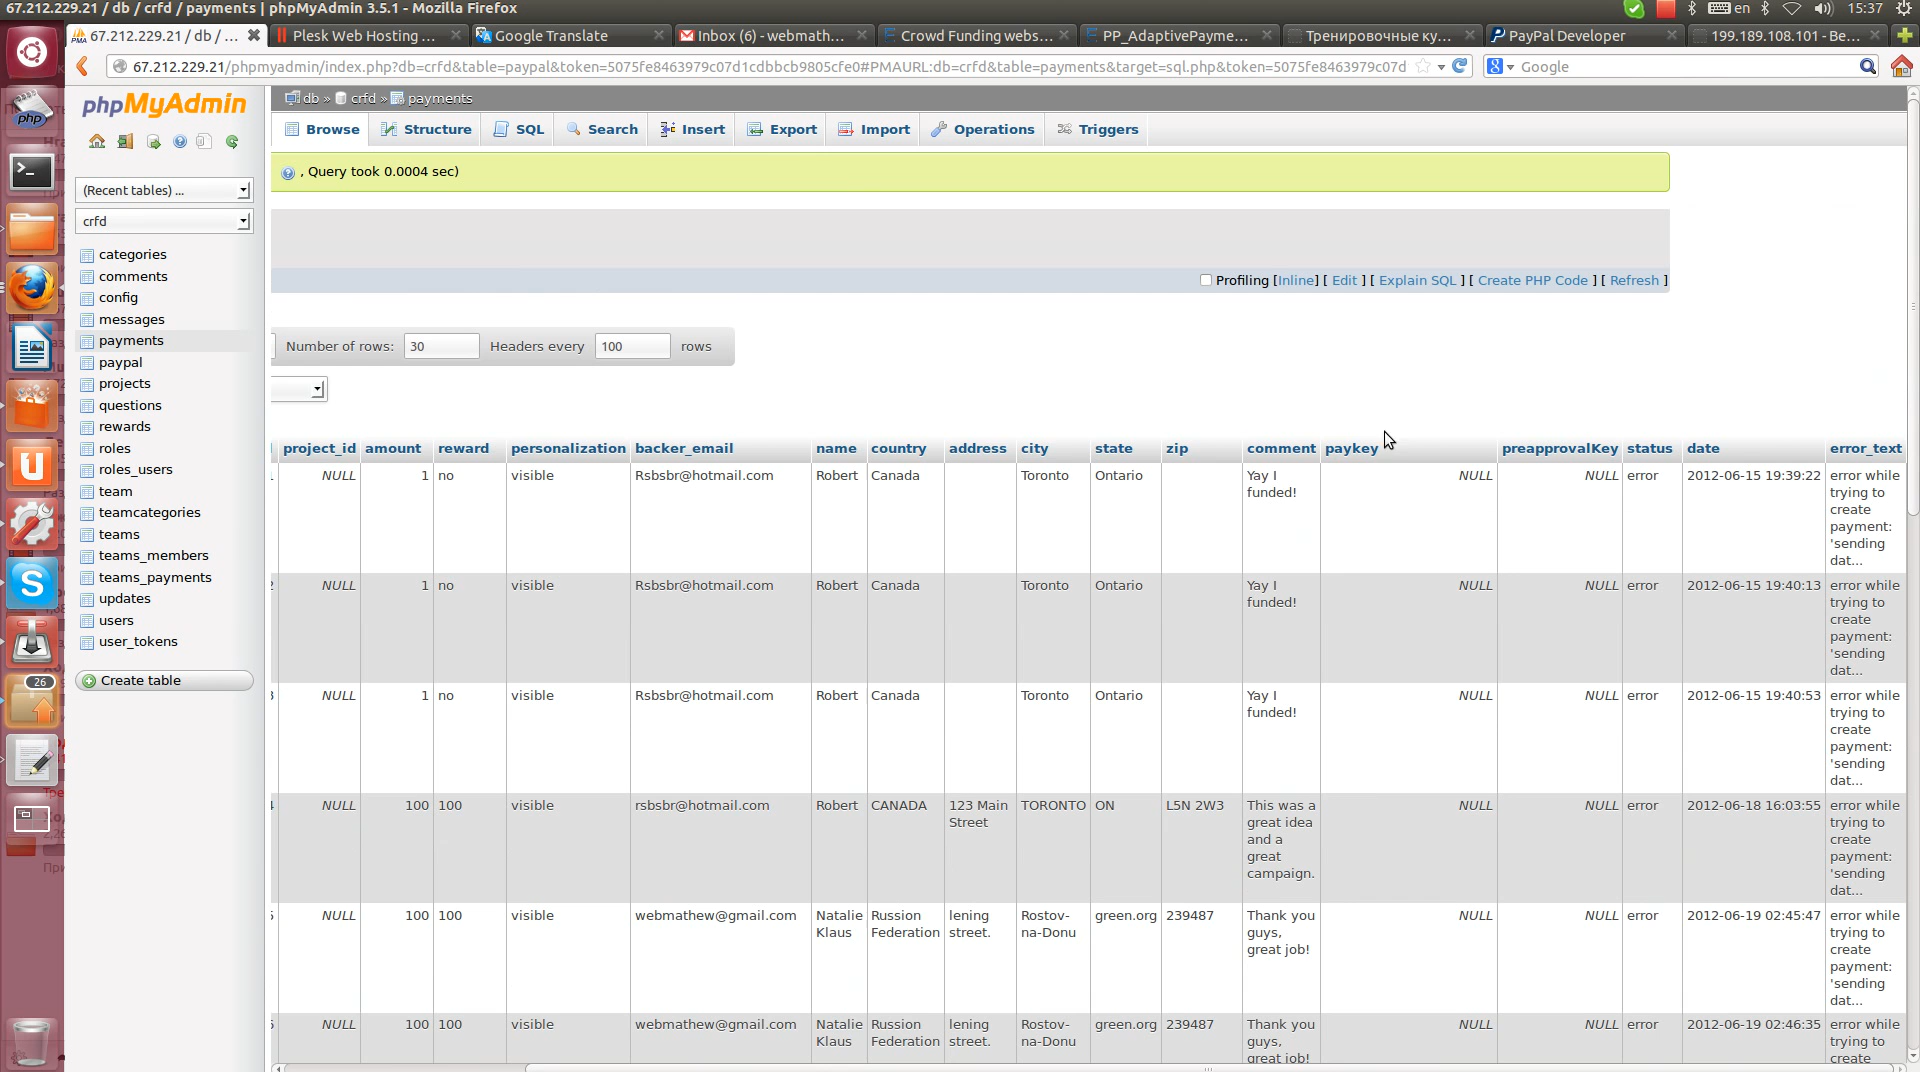 67.212.229.21 / db / crfd / payments | phpMyAdmin 3.5.1 - Mozilla Firefox
en 15:37
67.212.229.21 / db / ... Plesk Web Hosting ... Google Translate Inbox (6) - webmath... Crowd Funding webs... PP_AdaptivePayme... Тренировочные ку... PayPal Developer 199.189.108.101 - Be...
67.212.229.21/phpmyadmin/index.php?db=crfd&table=paypal&token=5075fe8463979c07d1cdbbcb9805cfe0#PMAURL:db=crfd&table=payments&target=sql.php&token=5075fe8463979c07d
Google
phpMyAdmin
(Recent tables) ...
crfd
categories
comments
config
messages
payments
paypal
projects
questions
rewards
roles
roles_users
team
teamcategories
teams
teams_members
teams_payments
updates
users
user_tokens
Create table
php
26
db » crfd » payments
Browse Structure SQL Search Insert Export Import Operations Triggers
, Query took 0.0004 sec)
Profiling [Inline] [ Edit ] [ Explain SQL ] [ Create PHP Code ] [ Refresh ]
Number of rows: 30 Headers every 100 rows
project_id amount reward personalization backer_email name country address city state zip comment paykey preapprovalKey status date error_text
NULL 1 no visible Rsbsbr@hotmail.com Robert Canada Toronto Ontario Yay I NULL NULL error 2012-06-15 19:39:22 error while
funded! trying to
create
payment:
'sending
dat...
NULL 1 no visible Rsbsbr@hotmail.com Robert Canada Toronto Ontario Yay I NULL NULL error 2012-06-15 19:40:13 error while
funded! trying to
create
payment:
'sending
dat...
NULL 1 no visible Rsbsbr@hotmail.com Robert Canada Toronto Ontario Yay I NULL NULL error 2012-06-15 19:40:53 error while
funded! trying to
create
payment:
'sending
dat...
NULL 100 100 visible rsbsbr@hotmail.com Robert CANADA 123 Main TORONTO ON L5N 2W3 This was a NULL NULL error 2012-06-18 16:03:55 error while
Street great idea trying to
and a create
great payment:
campaign. 'sending
dat...
NULL 100 100 visible webmathew@gmail.com Natalie Russion lening Rostov- green.org 239487 Thank you NULL NULL error 2012-06-19 02:45:47 error while
Klaus Federation street. na-Donu guys, trying to
great job! create
payment:
'sending
dat...
NULL 100 100 visible webmathew@gmail.com Natalie Russion lening Rostov- green.org 239487 Thank you NULL NULL error 2012-06-19 02:46:35 error while
Klaus Federation street. na-Donu guys, trying to
great job! create